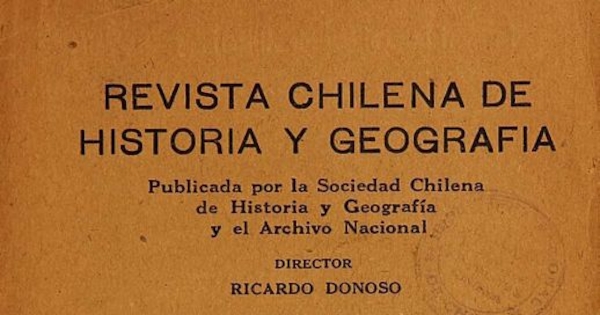 REVISTA CHILENA DE
HISTORIA Y GEOGRAFIA
Publicada por la Sociedad Chilena
de Historia y Geografía
y el Archivo Nacional
DIRECTOR
RICARDO DONOSO